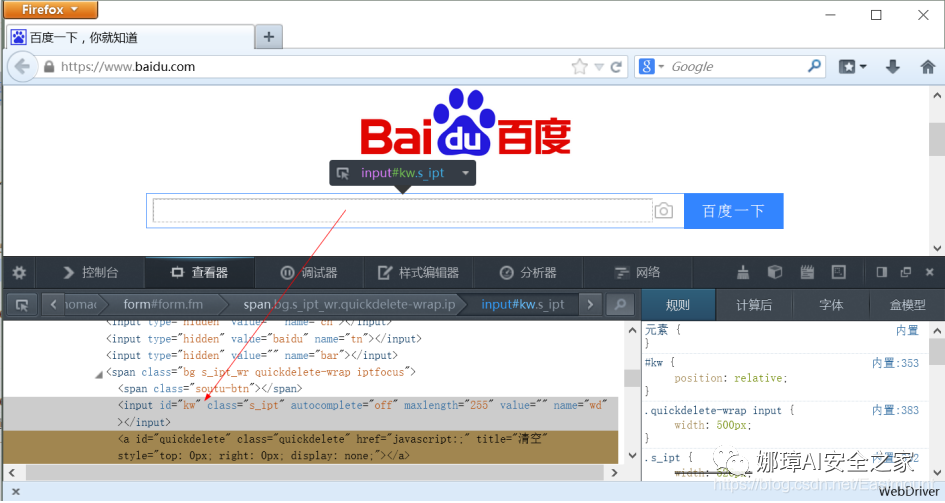 Firefox
百度一下，你就知道
https://www.baidu.com
Google
Baidu百度
input#kw.s_ipt
百度一下
控制台
查看器
调试器
样式编辑器
分析器
网络
form#form.fm
span.bg.s_ipt_wr.quickdelete-wrap.ip
input#kw.s_ipt
规则
计算后
字体
盒模型
<input type="hidden" value="" name="cn"></input>
<input type="hidden" value="baidu" name="tn"></input>
<input type="hidden" value="" name="bar"></input>
<span class="bg s_ipt_wr quickdelete-wrap iptfocus">
<span class="soutu-btn"></span>
<input id="kw" class="s_ipt" autocomplete="off" maxlength="255" value="" name="wd"
></input>
<a id="quickdelete" class="quickdelete" href="javascript:;" title="清空"
style="top: 0px; right: 0px; display: none;"></a>
元素 {
内置
}
#kw {
内置:353
position: relative;
}
.quickdelete-wrap input {
内置:383
width: 500px;
}
.s_ipt {
娜璋AI安全之家
https://blog.csdn.net/Eastmount
WebDriver